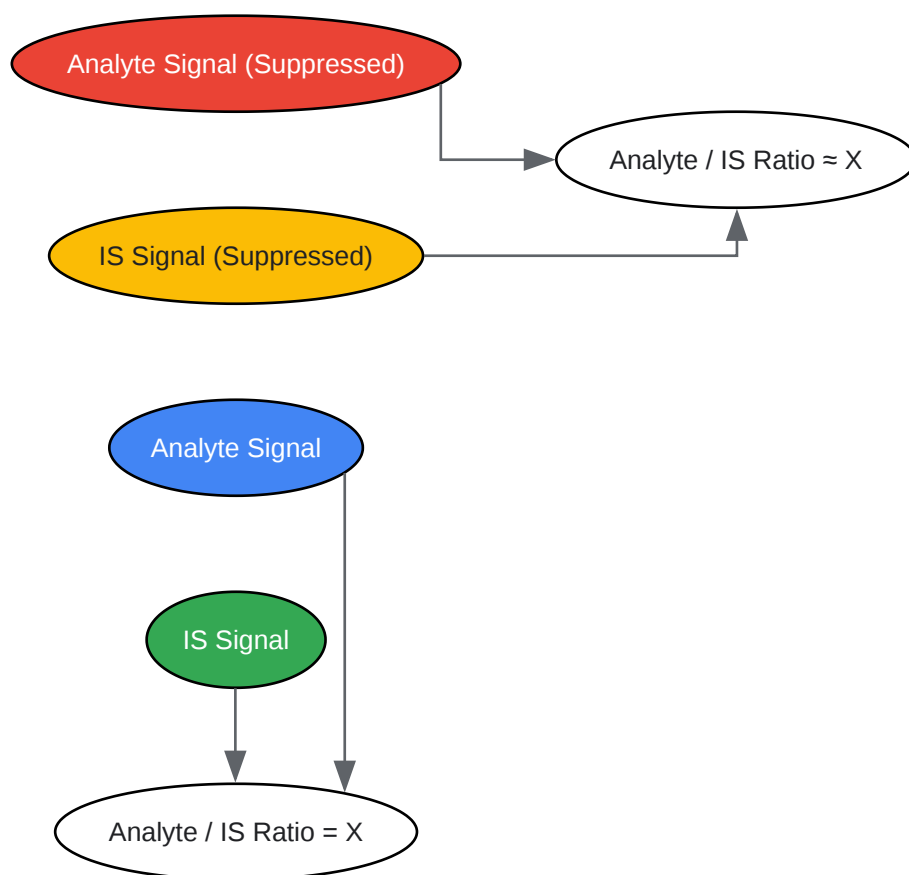 Analyte Signal (Suppressed)
Analyte / IS Ratio ≈ X
IS Signal (Suppressed)
Analyte Signal
IS Signal
Analyte / IS Ratio = X